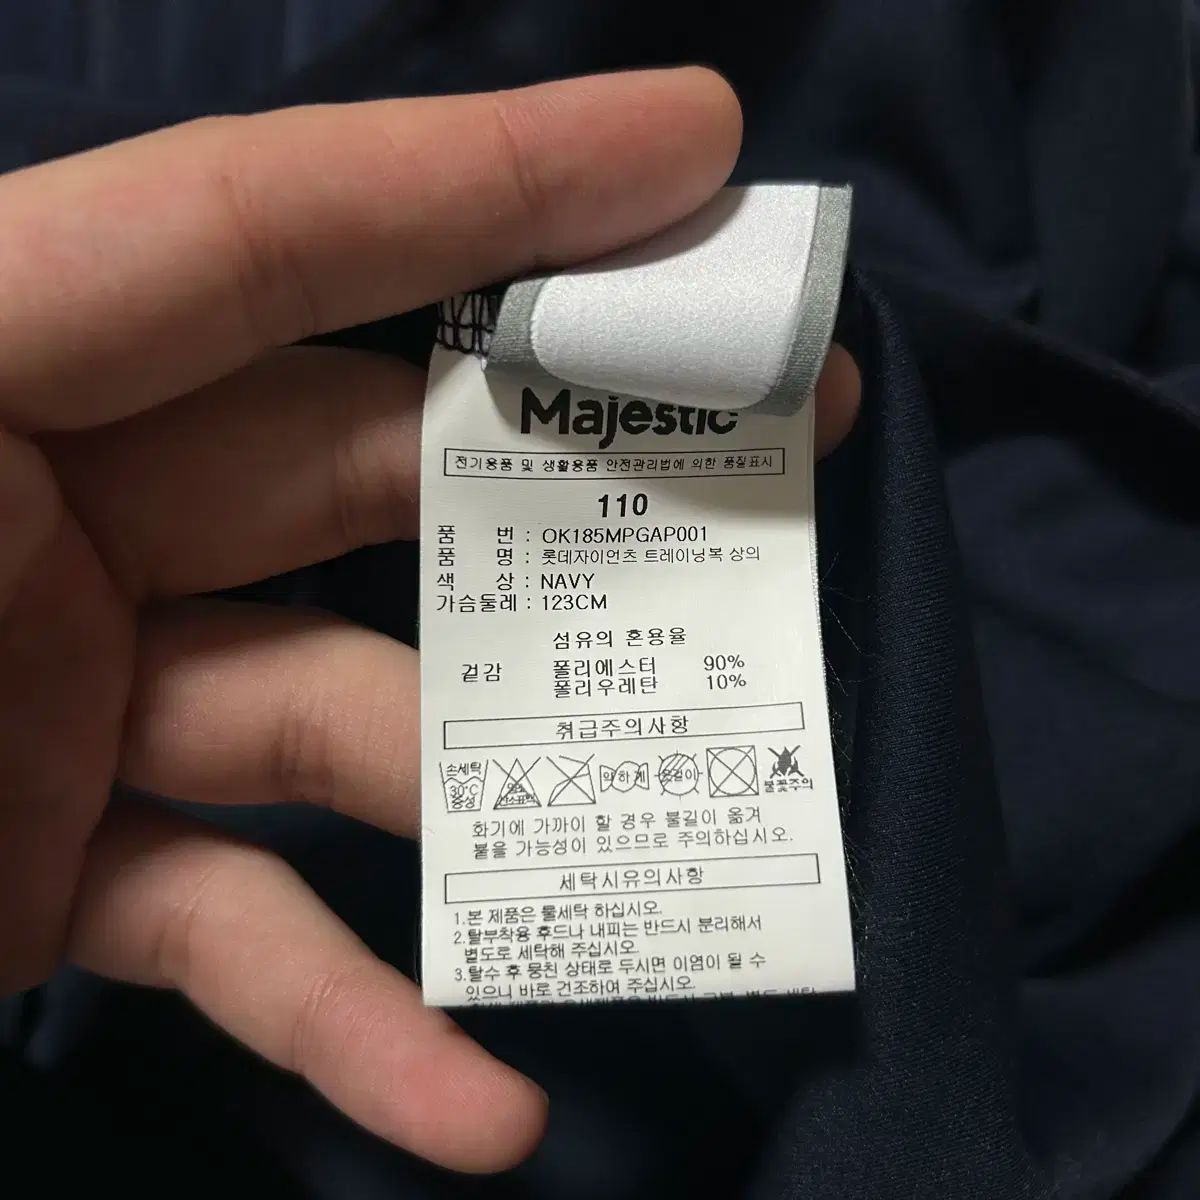 Majestic
전기용품 및 생활용품 안전관리법에 의한 품질표시
110
품 번 : OK185MPGAP001
품 명 : 롯데자이언츠 트레이닝복 상의
색 상 : NAVY
가슴둘레 : 123CM
섬유의 혼용율
겉감 폴리에스터 90%
폴리우레탄 10%
취급주의사항
손세탁
30°C
중성
염소표백
약하게
옷걸이
불꽃주의
화기에 가까이 할 경우 불길이 옮겨
붙을 가능성이 있으므로 주의하십시오.
세탁시유의사항
1.본 제품은 물세탁 하십시오.
2.탈부착용 후드나 내피는 반드시 분리해서
별도로 세탁해 주십시오.
3.탈수 후 뭉친 상태로 두시면 이염이 될 수
있으니 바로 건조하여 주십시오.